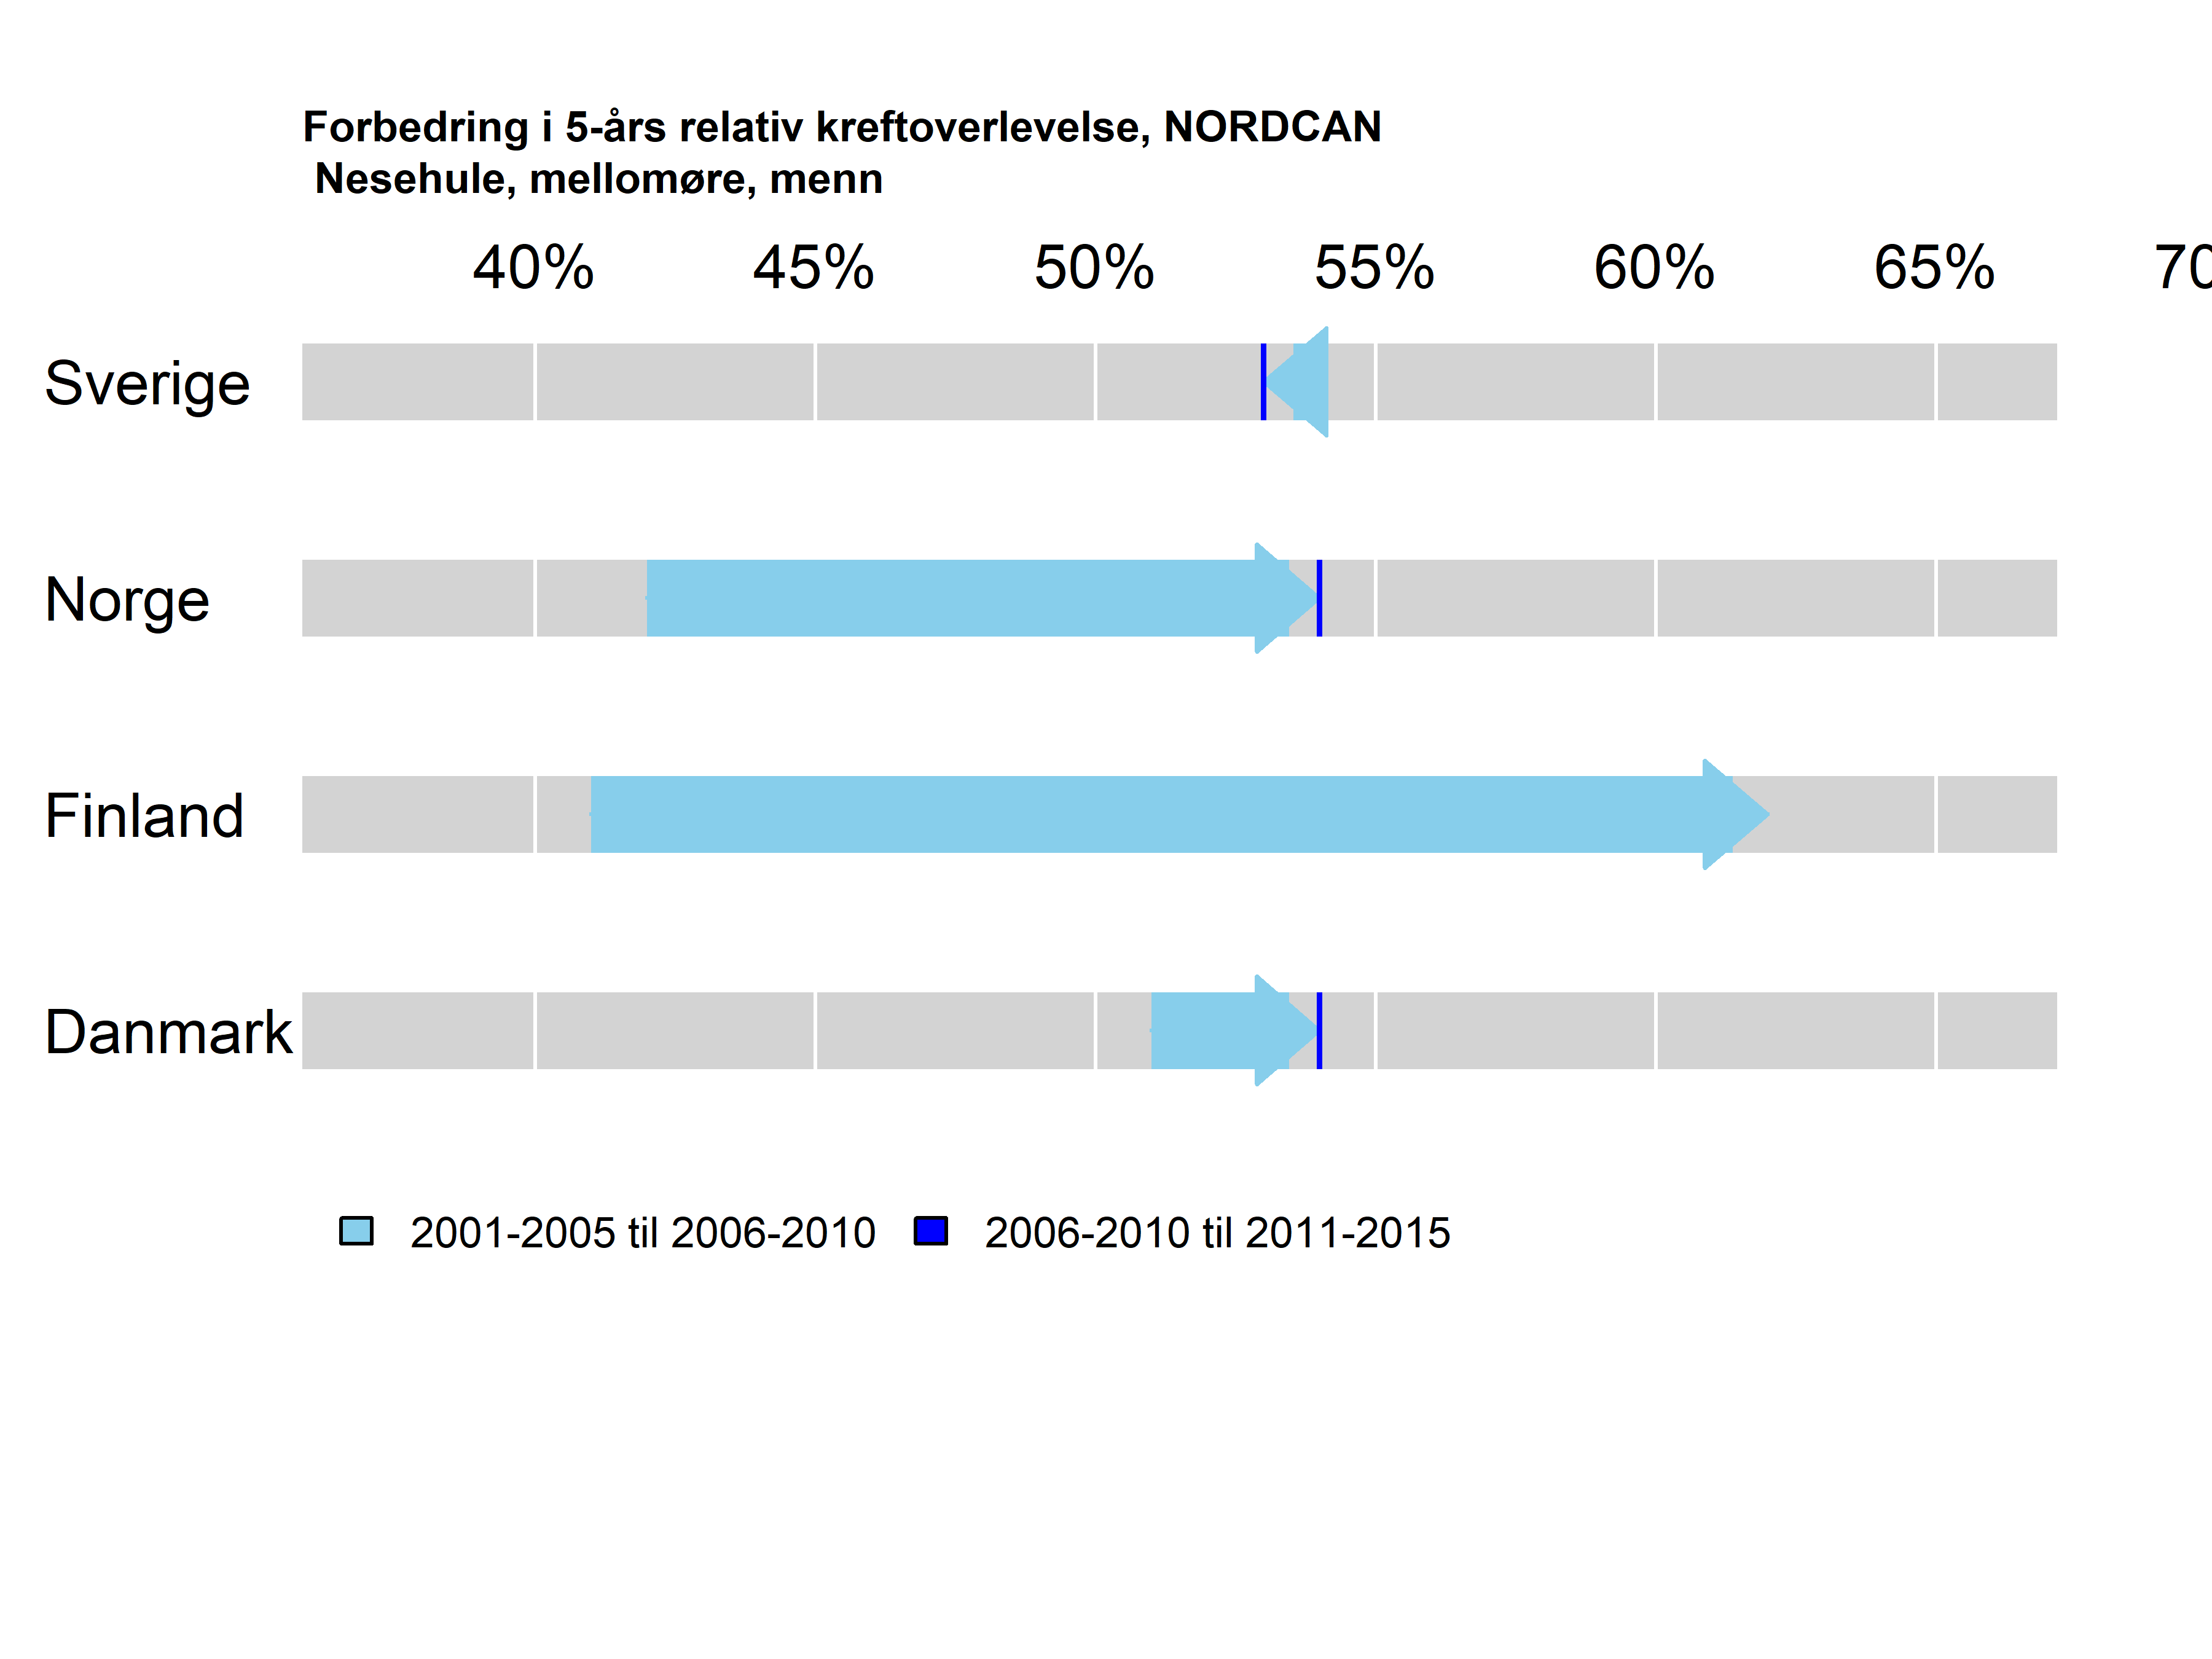 Forbedring i 5-års relativ kreftoverlevelse, NORDCAN
Nesehule, mellomøre, menn
40% 45% 50% 55% 60% 65% 70
Sverige
Norge
Finland
Danmark
2001-2005 til 2006-2010 2006-2010 til 2011-2015